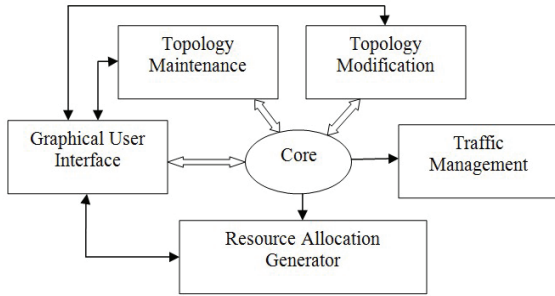 Topology
Maintenance
Topology
Modification
Graphical User
Interface
Core
Traffic
Management
Resource Allocation
Generator